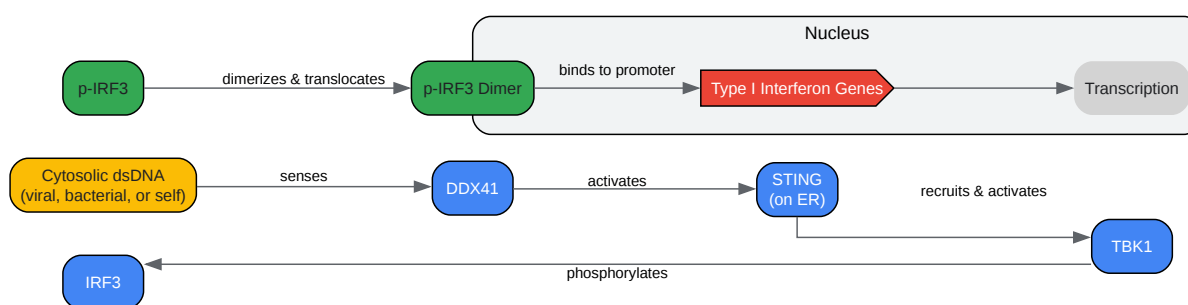 Nucleus
p-IRF3
dimerizes & translocates
p-IRF3 Dimer
binds to promoter
Type I Interferon Genes
Transcription
Cytosolic dsDNA
(viral, bacterial, or self)
senses
DDX41
activates
STING
(on ER)
recruits & activates
TBK1
phosphorylates
IRF3